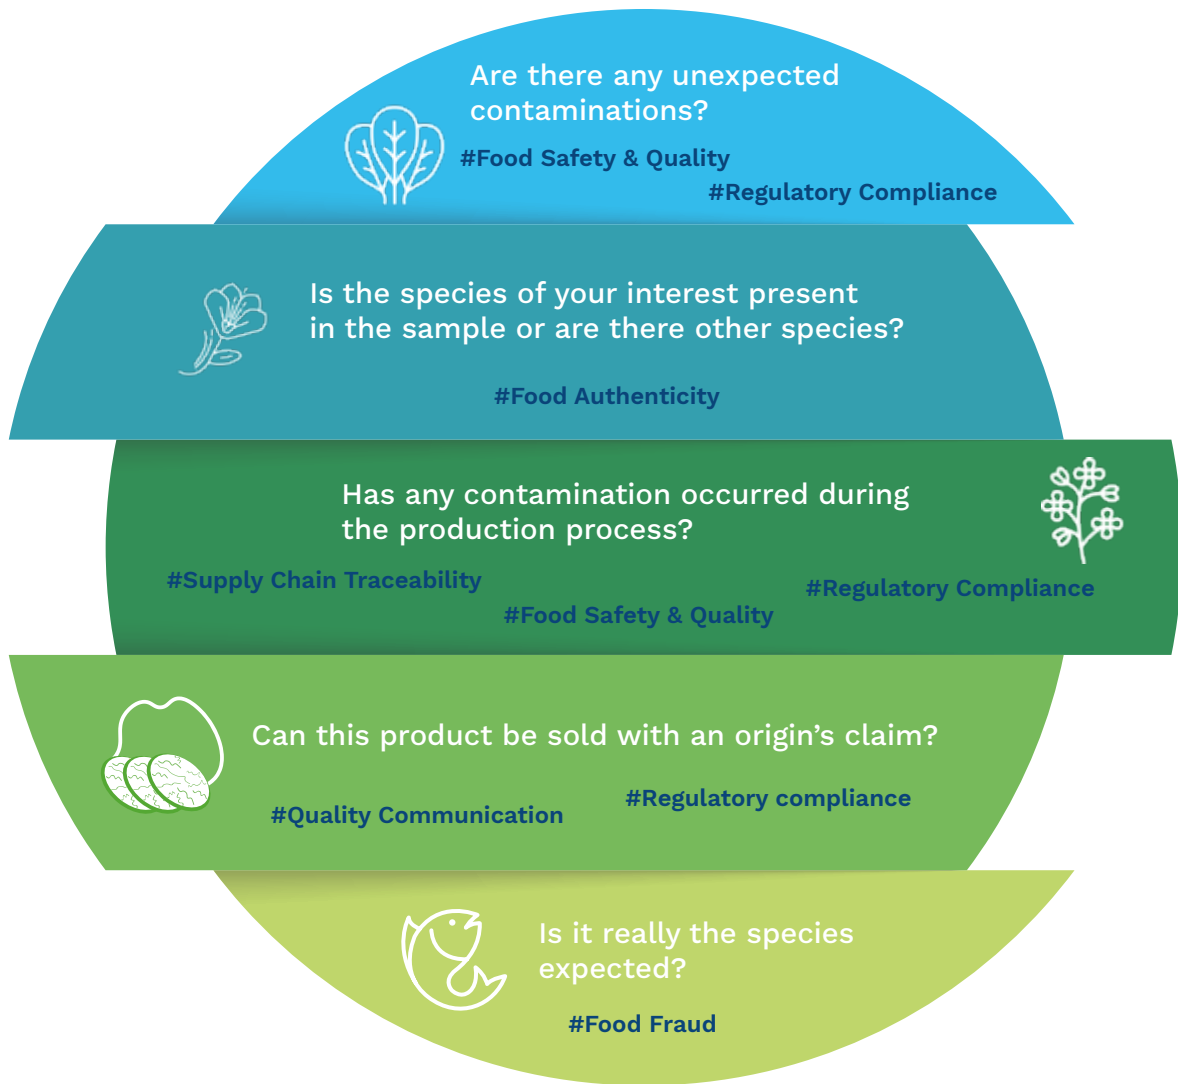 Are there any unexpected
contaminations?
#Food Safety & Quality
#Regulatory Compliance
Is the species of your interest present
in the sample or are there other species?
#Food Authenticity
Has any contamination occurred during
the production process?
#Supply Chain Traceability
#Regulatory Compliance
#Food Safety & Quality
Can this product be sold with an origin’s claim?
#Regulatory compliance
#Quality Communication
Is it really the species
expected?
#Food Fraud